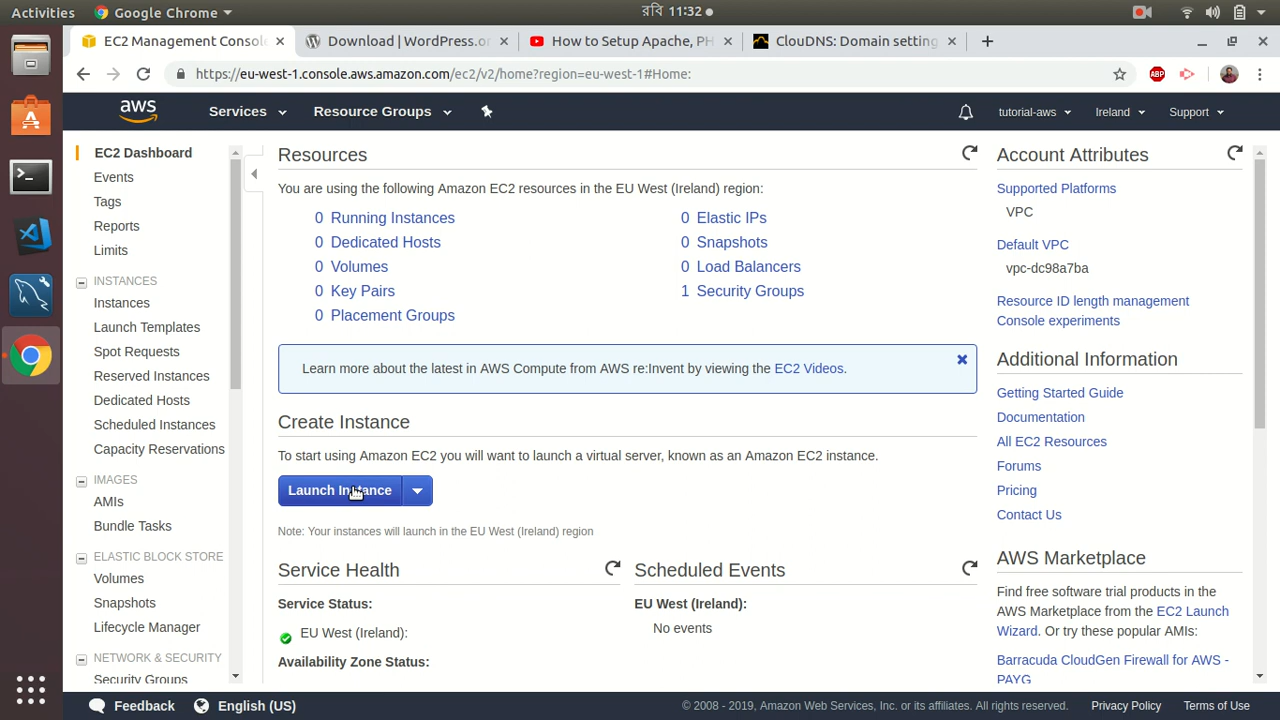 Activities
Google Chrome
রবি 11:32
EC2 Management Conso
Download | WordPress.or
How to Setup Apache, PH
ClouDNS: Domain setting
https://eu-west-1.console.aws.amazon.com/ec2/v2/home?region=eu-west-1#Home:
ABP
aws
Services
Resource Groups
tutorial-aws
Ireland
Support
EC2 Dashboard
Events
Tags
Reports
Limits
INSTANCES
Instances
Launch Templates
Spot Requests
Reserved Instances
Dedicated Hosts
Scheduled Instances
Capacity Reservations
IMAGES
AMIs
Bundle Tasks
ELASTIC BLOCK STORE
Volumes
Snapshots
Lifecycle Manager
NETWORK & SECURITY
Security Groups
Resources
You are using the following Amazon EC2 resources in the EU West (Ireland) region:
0 Running Instances
0 Elastic IPs
0 Dedicated Hosts
0 Snapshots
0 Volumes
0 Load Balancers
0 Key Pairs
1 Security Groups
0 Placement Groups
Learn more about the latest in AWS Compute from AWS re:Invent by viewing the EC2 Videos.
Create Instance
To start using Amazon EC2 you will want to launch a virtual server, known as an Amazon EC2 instance.
Launch Instance
Note: Your instances will launch in the EU West (Ireland) region
Service Health
Service Status:
EU West (Ireland):
Availability Zone Status:
Scheduled Events
EU West (Ireland):
No events
Account Attributes
Supported Platforms
VPC
Default VPC
vpc-dc98a7ba
Resource ID length management
Console experiments
Additional Information
Getting Started Guide
Documentation
All EC2 Resources
Forums
Pricing
Contact Us
AWS Marketplace
Find free software trial products in the
AWS Marketplace from the EC2 Launch
Wizard. Or try these popular AMIs:
Barracuda CloudGen Firewall for AWS -
PAYG
Feedback
English (US)
© 2008 - 2019, Amazon Web Services, Inc. or its affiliates. All rights reserved.
Privacy Policy
Terms of Use